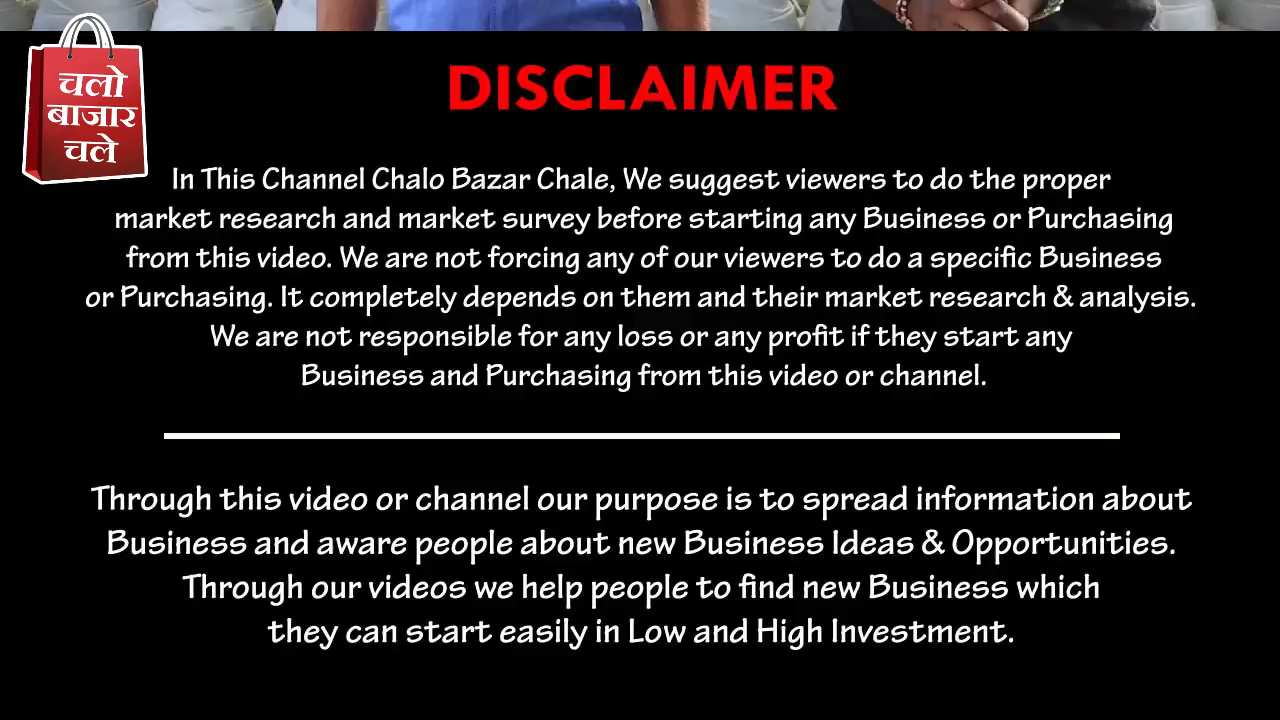 चलो
बाजार
चले
DISCLAIMER
In This Channel Chalo Bazar Chale, We suggest viewers to do the proper
market research and market survey before starting any Business or Purchasing
from this video. We are not forcing any of our viewers to do a specific Business
or Purchasing. It completely depends on them and their market research & analysis.
We are not responsible for any loss or any profit if they start any
Business and Purchasing from this video or channel.
Through this video or channel our purpose is to spread information about
Business and aware people about new Business Ideas & Opportunities.
Through our videos we help people to find new Business which
they can start easily in Low and High Investment.